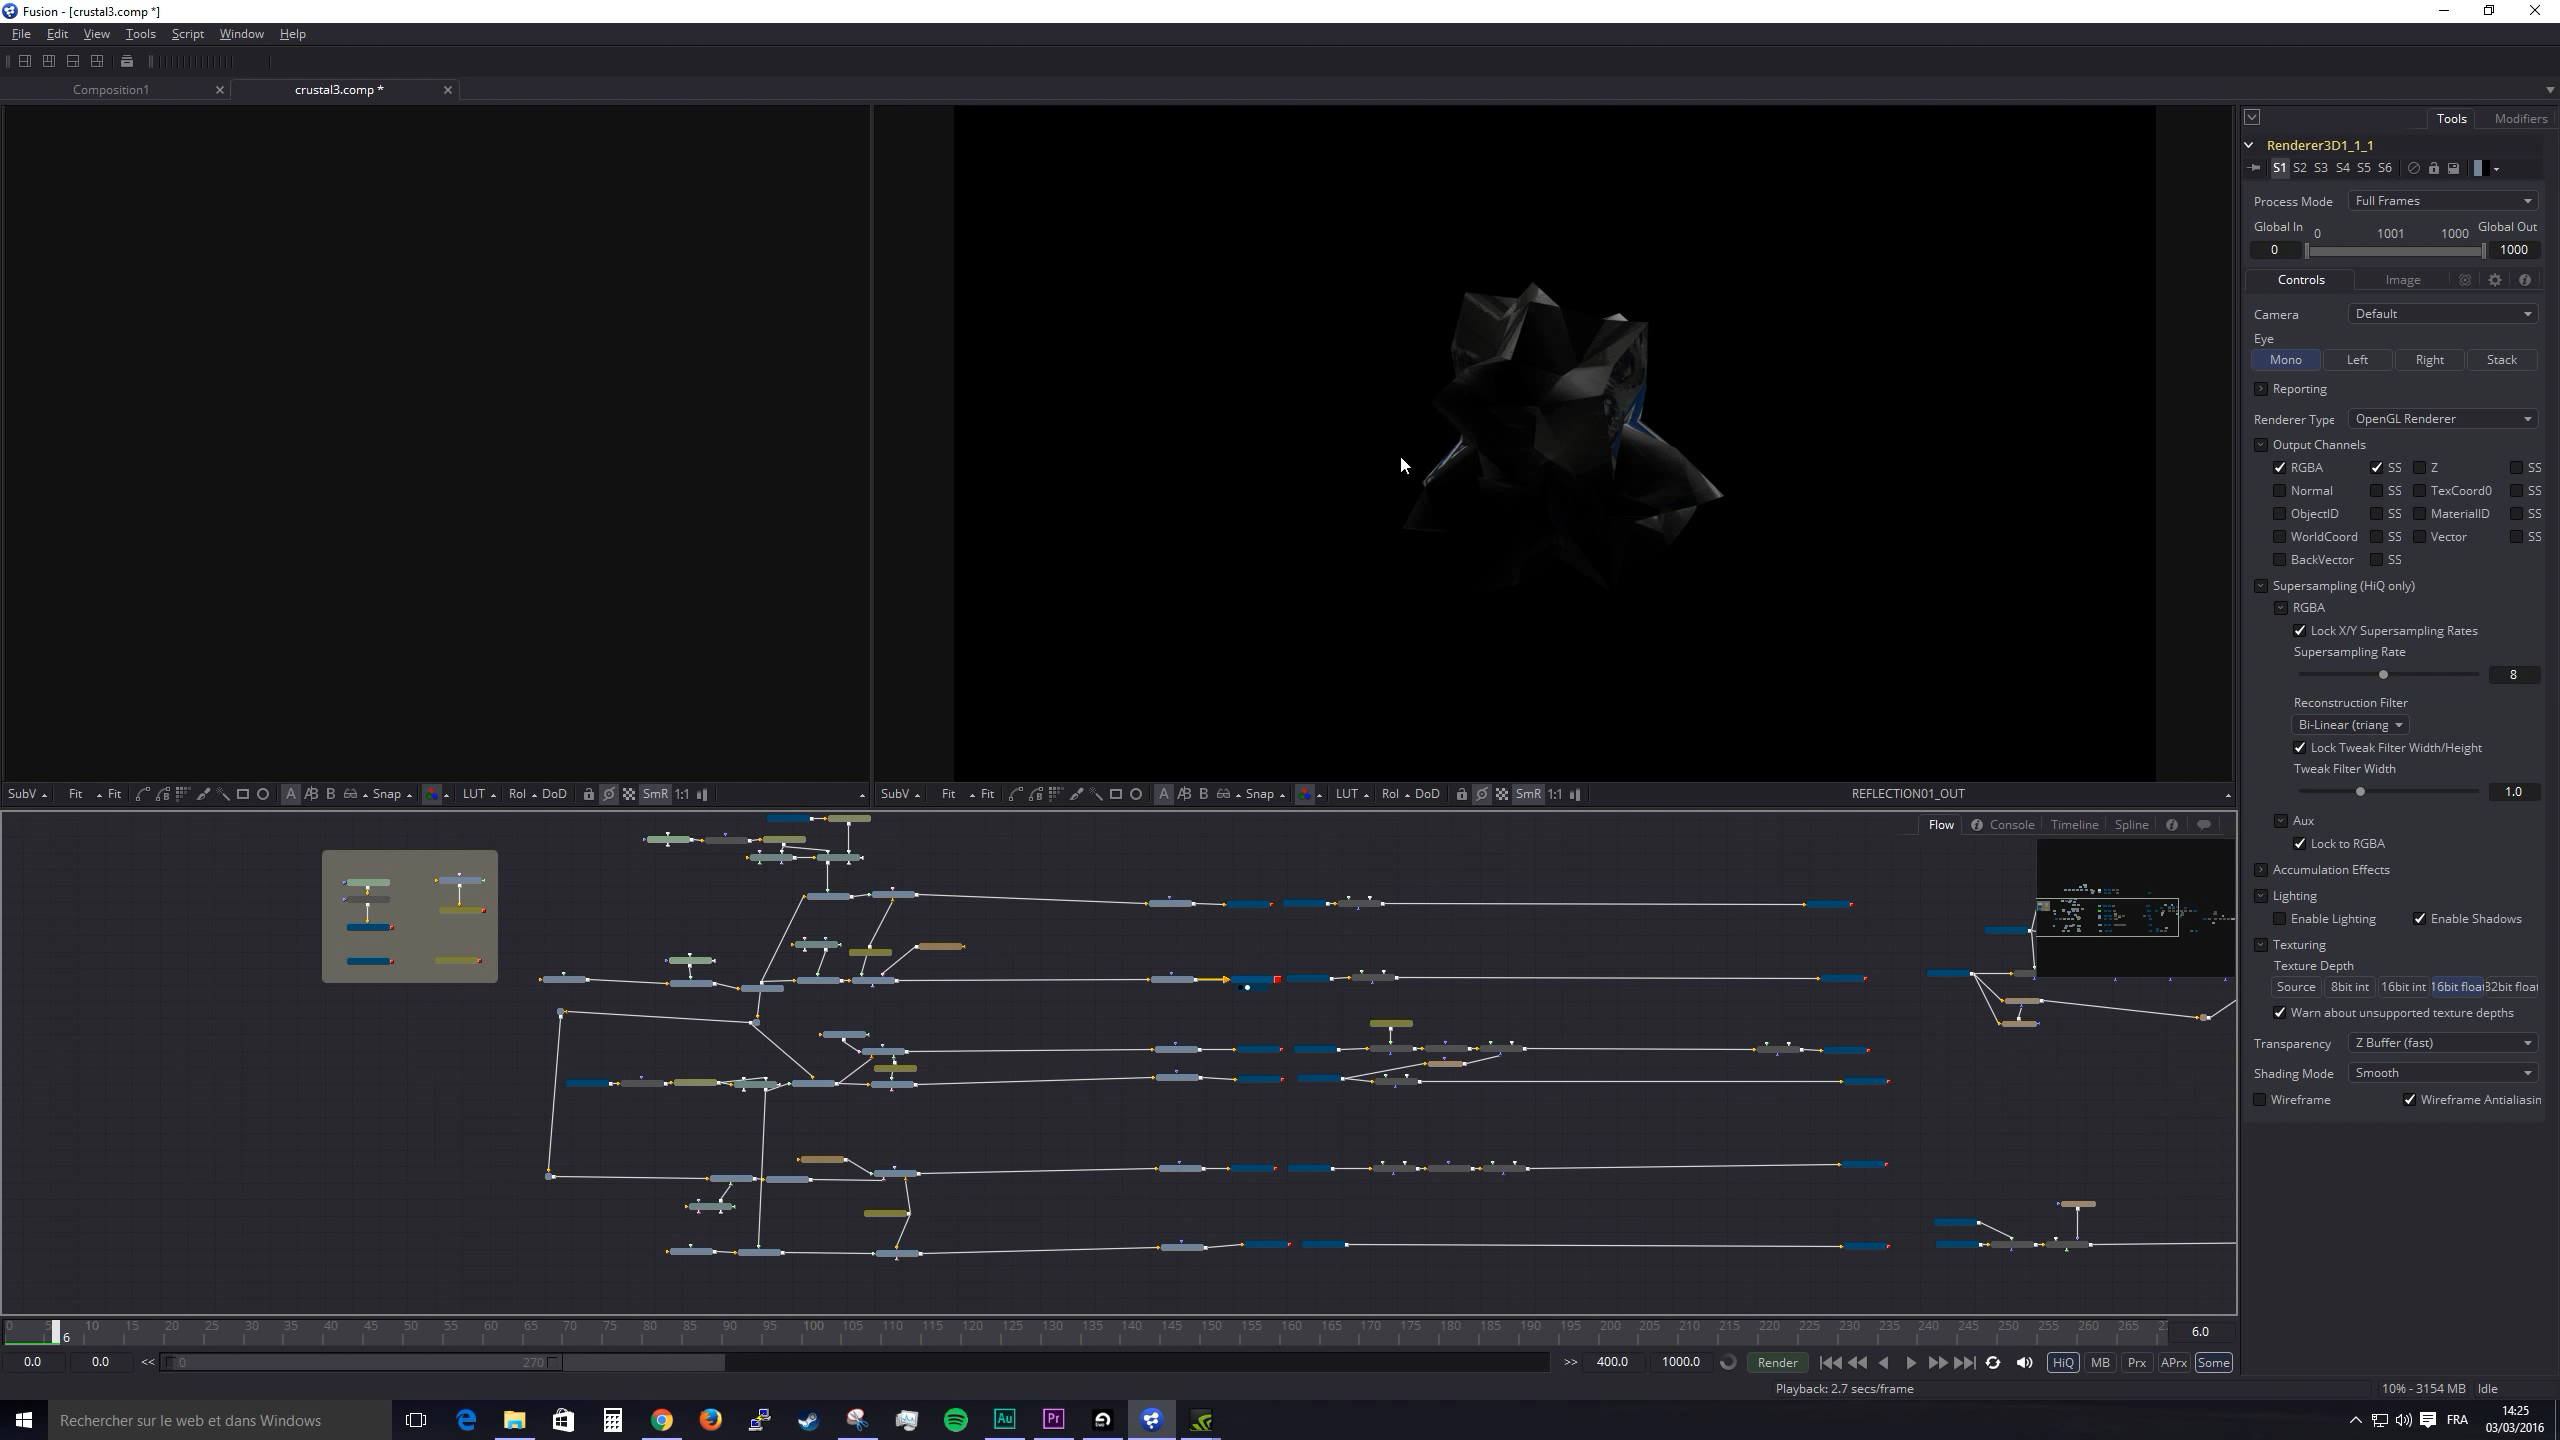 Fusion - [crustal3.comp *]
File Edit View Tools Script Window Help
Composition1 crustal3.comp *
Tools Modifiers
Renderer3D1_1_1
S1 S2 S3 S4 S5 S6
Process Mode Full Frames
Global In 0 1001 1000 Global Out
0 1000
Controls Image
Camera Default
Eye
Mono Left Right Stack
Reporting
Renderer Type OpenGL Renderer
Output Channels
RGBA SS Z SS
Normal SS TexCoord0 SS
ObjectID SS MaterialID SS
WorldCoord SS Vector SS
BackVector SS
Supersampling (HiQ only)
RGBA
Lock X/Y Supersampling Rates
Supersampling Rate
8
Reconstruction Filter
Bi-Linear (triang
Lock Tweak Filter Width/Height
Tweak Filter Width
1.0
Aux
Lock to RGBA
Accumulation Effects
Lighting
Enable Lighting Enable Shadows
Texturing
Texture Depth
Source 8bit int 16bit int 16bit float 32bit float
Warn about unsupported texture depths
Transparency Z Buffer (fast)
Shading Mode Smooth
Wireframe Wireframe Antialiasin
SubV Fit Fit A B Snap LUT RoI DoD SmR 1:1
SubV Fit Fit A B Snap LUT RoI DoD SmR 1:1 REFLECTION01_OUT
Flow Console Timeline Spline
0 5 10 15 20 25 30 35 40 45 50 55 60 65 70 75 80 85 90 95 100 105 110 115 120 125 130 135 140 145 150 155 160 165 170 175 180 185 190 195 200 205 210 215 220 225 230 235 240 245 250 255 260 265
6 6.0
0.0 0.0 << 0 270 >> 400.0 1000.0 Render HiQ MB Prx APrx Some
Playback: 2.7 secs/frame 10% - 3154 MB Idle
Rechercher sur le web et dans Windows
Au Pr
FRA
14:25
03/03/2016